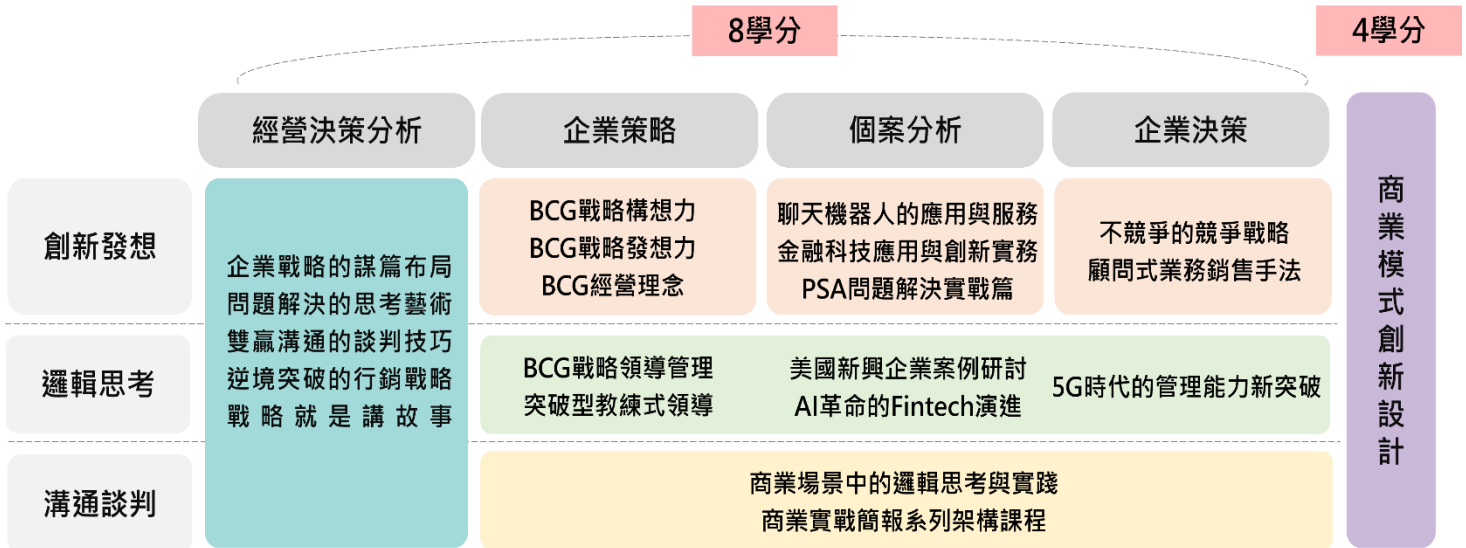 8學分
4學分
經營決策分析
企業策略
個案分析
企業決策
商業模式創新設計
創新發想
企業戰略的謀篇布局
問題解決的思考藝術
雙贏溝通的談判技巧
逆境突破的行銷戰略
戰略就是講故事
BCG戰略構想力
BCG戰略發想力
BCG經營理念
聊天機器人的應用與服務
金融科技應用與創新實務
PSA問題解決實戰篇
不競爭的競爭戰略
顧問式業務銷售手法
邏輯思考
BCG戰略領導管理
突破型教練式領導
美國新興企業案例研討
AI革命的Fintech演進
5G時代的管理能力新突破
溝通談判
商業場景中的邏輯思考與實踐
商業實戰簡報系列架構課程